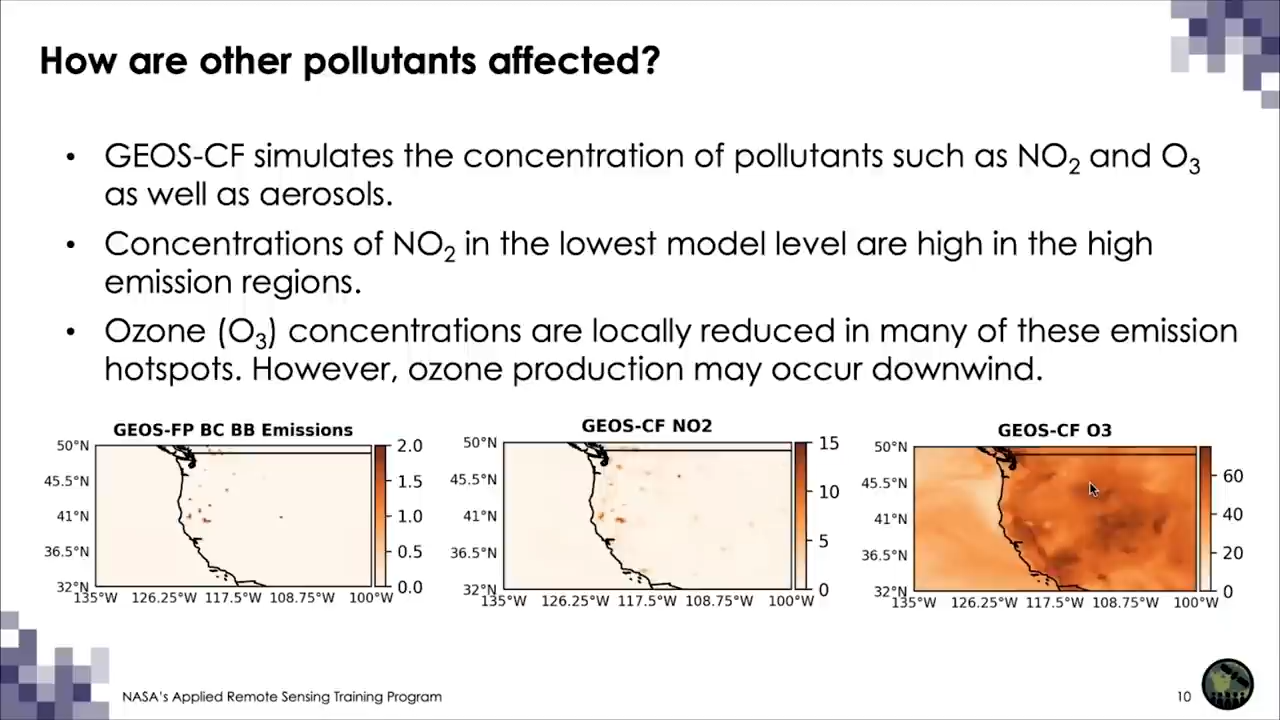 How are other pollutants affected?
• GEOS-CF simulates the concentration of pollutants such as NO₂ and O₃
as well as aerosols.
• Concentrations of NO₂ in the lowest model level are high in the high
emission regions.
• Ozone (O₃) concentrations are locally reduced in many of these emission
hotspots. However, ozone production may occur downwind.
GEOS-FP BC BB Emissions
50°N
45.5°N
41°N
36.5°N
32°N
135°W 126.25°W 117.5°W 108.75°W 100°W
2.0
1.5
1.0
0.5
0.0
GEOS-CF NO2
50°N
45.5°N
41°N
36.5°N
32°N
135°W 126.25°W 117.5°W 108.75°W 100°W
15
10
5
0
GEOS-CF O3
50°N
45.5°N
41°N
36.5°N
32°N
135°W 126.25°W 117.5°W 108.75°W 100°W
60
40
20
0
NASA's Applied Remote Sensing Training Program
10